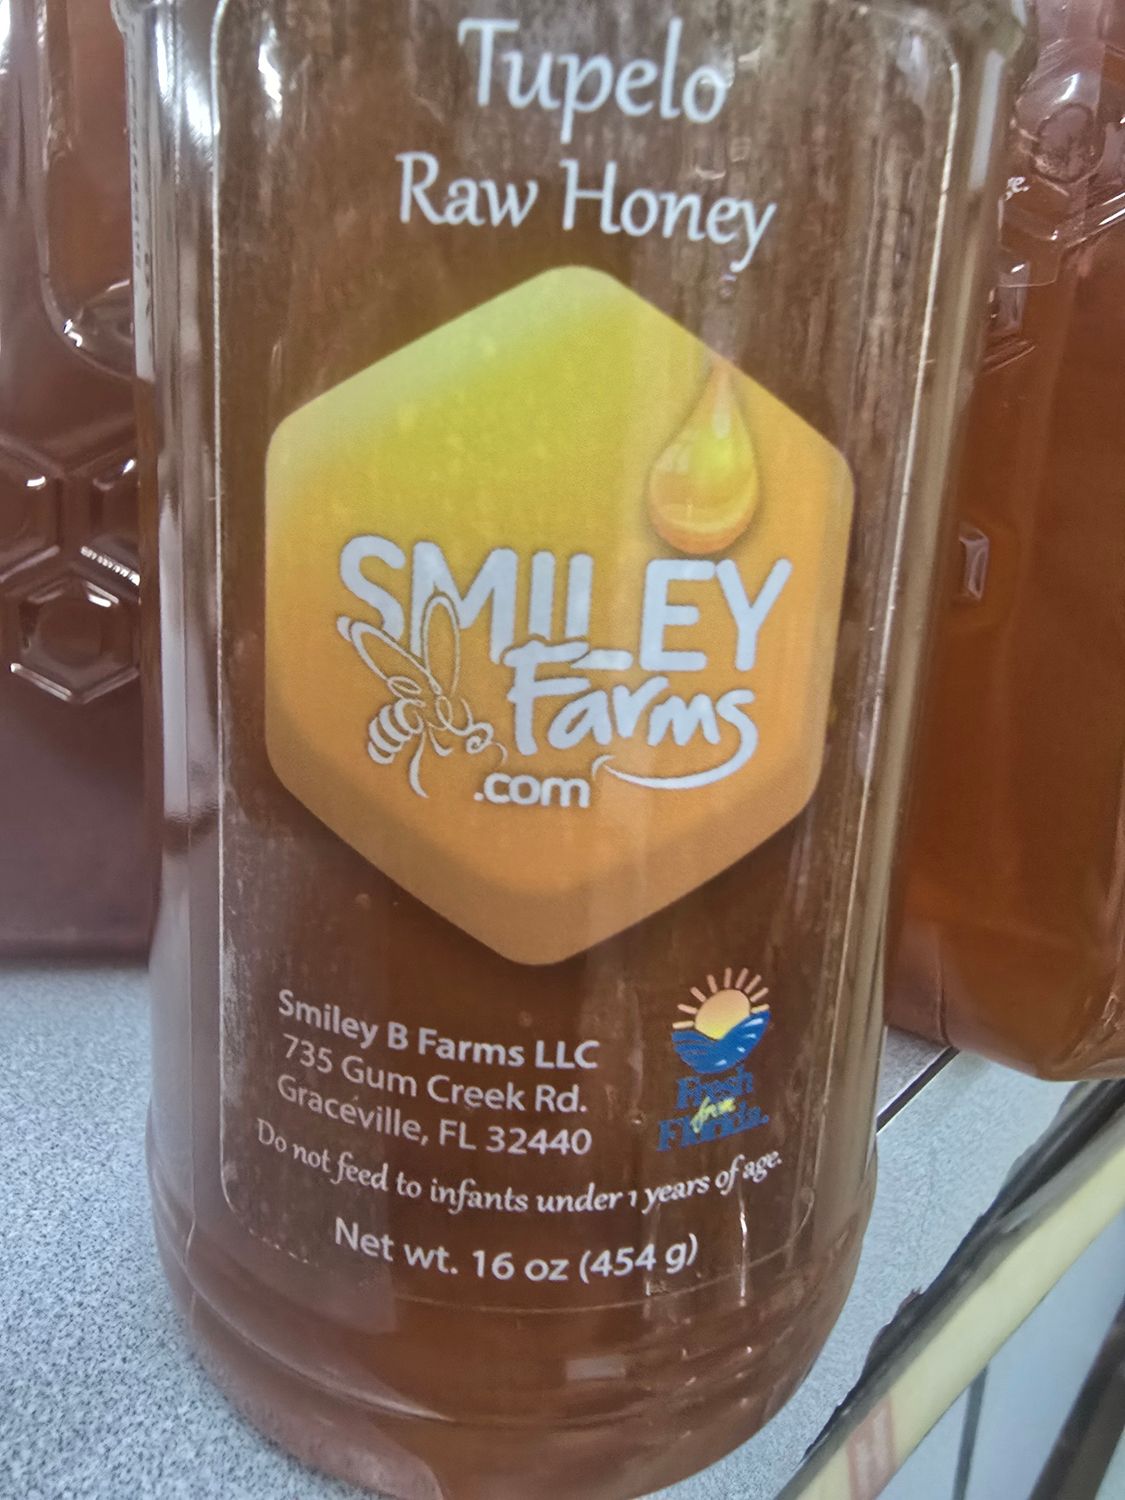 Tupelo
Raw Honey
SMILEY
Farms
.com
Smiley B Farms LLC
735 Gum Creek Rd.
Graceville, FL 32440
Fresh
from
Florida.
Do not feed to infants under 1 years of age.
Net wt. 16 oz (454 g)
ge.